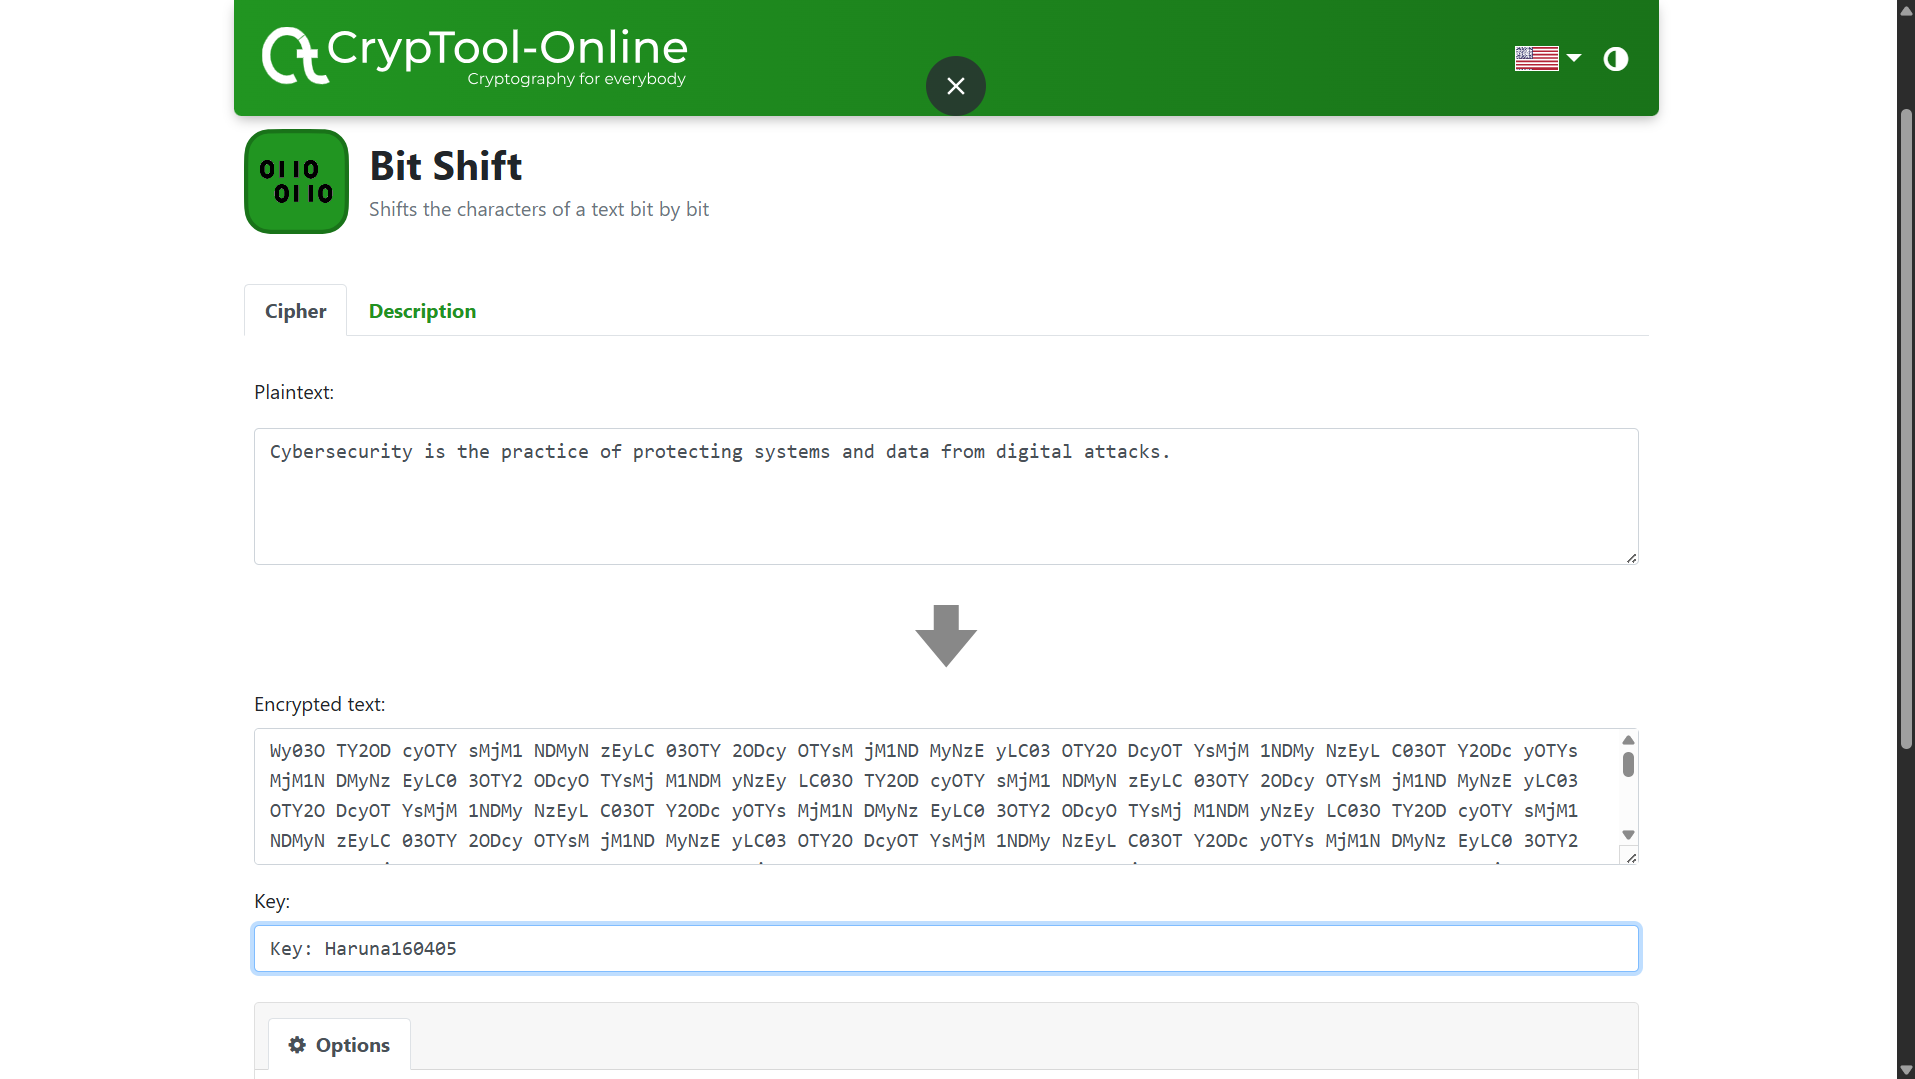 CrypTool-Online
Cryptography for everybody
0110
0110
Bit Shift
Shifts the characters of a text bit by bit
Cipher
Description
Plaintext:
Cybersecurity is the practice of protecting systems and data from digital attacks.
Encrypted text:
Wy03O TY2OD cyOTY sMjM1 NDMyN zEyLC 03OTY 2ODcy OTYsM jM1ND MyNzE yLC03 OTY2O DcyOT YsMjM 1NDMy NzEyL C03OT Y2ODc yOTYs
MjM1N DMyNz EyLC0 3OTY2 ODcyO TYsMj M1NDM yNzEy LC03O TY2OD cyOTY sMjM1 NDMyN zEyLC 03OTY 2ODcy OTYsM jM1ND MyNzE yLC03
OTY2O DcyOT YsMjM 1NDMy NzEyL C03OT Y2ODc yOTYs MjM1N DMyNz EyLC0 3OTY2 ODcyO TYsMj M1NDM yNzEy LC03O TY2OD cyOTY sMjM1
NDMyN zEyLC 03OTY 2ODcy OTYsM jM1ND MyNzE yLC03 OTY2O DcyOT YsMjM 1NDMy NzEyL C03OT Y2ODc yOTYs MjM1N DMyNz EyLC0 3OTY2
Key:
Key: Haruna160405
Options